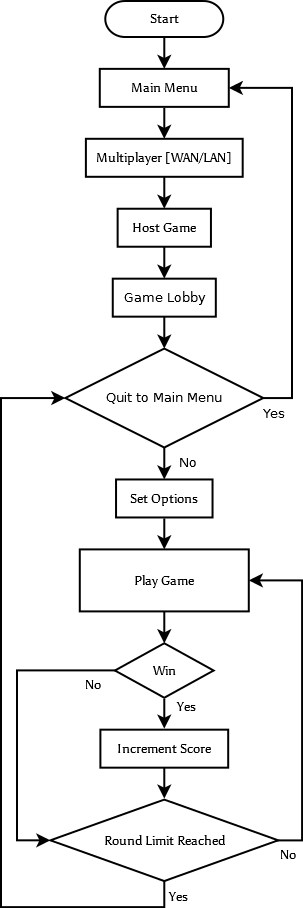 Start
Main Menu
Multiplayer [WAN/LAN]
Host Game
Game Lobby
Quit to Main Menu
Yes
No
Set Options
Play Game
Win
No
Yes
Increment Score
Round Limit Reached
No
Yes